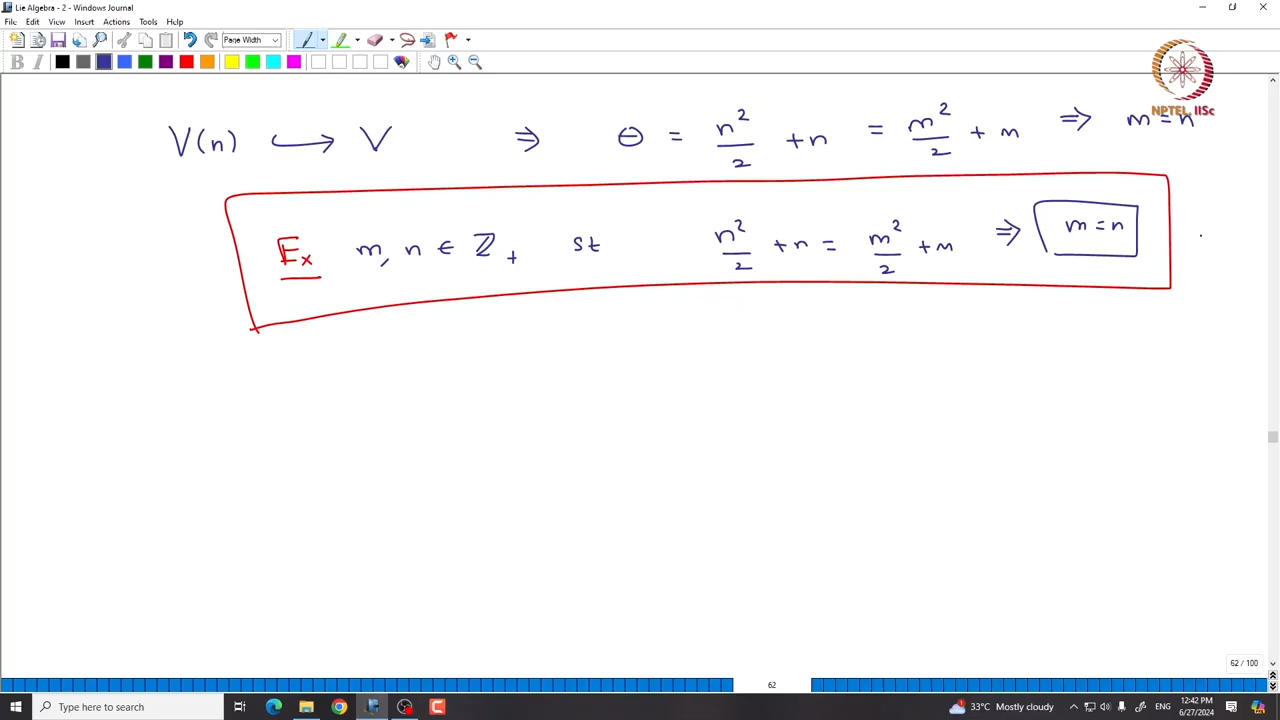 Lie Algebra - 2 - Windows Journal
File Edit View Insert Actions Tools Help
Page Width
B I
NPTEL, IISc
V(n) ↪ V ⇒ Θ = n²/2 + n = m²/2 + m ⇒ m = n
Ex m, n ∈ ℤ₊ st n²/2 + n = m²/2 + m ⇒ m = n
62 / 100
62
Type here to search
33°C Mostly cloudy
ENG
12:42 PM
6/27/2024